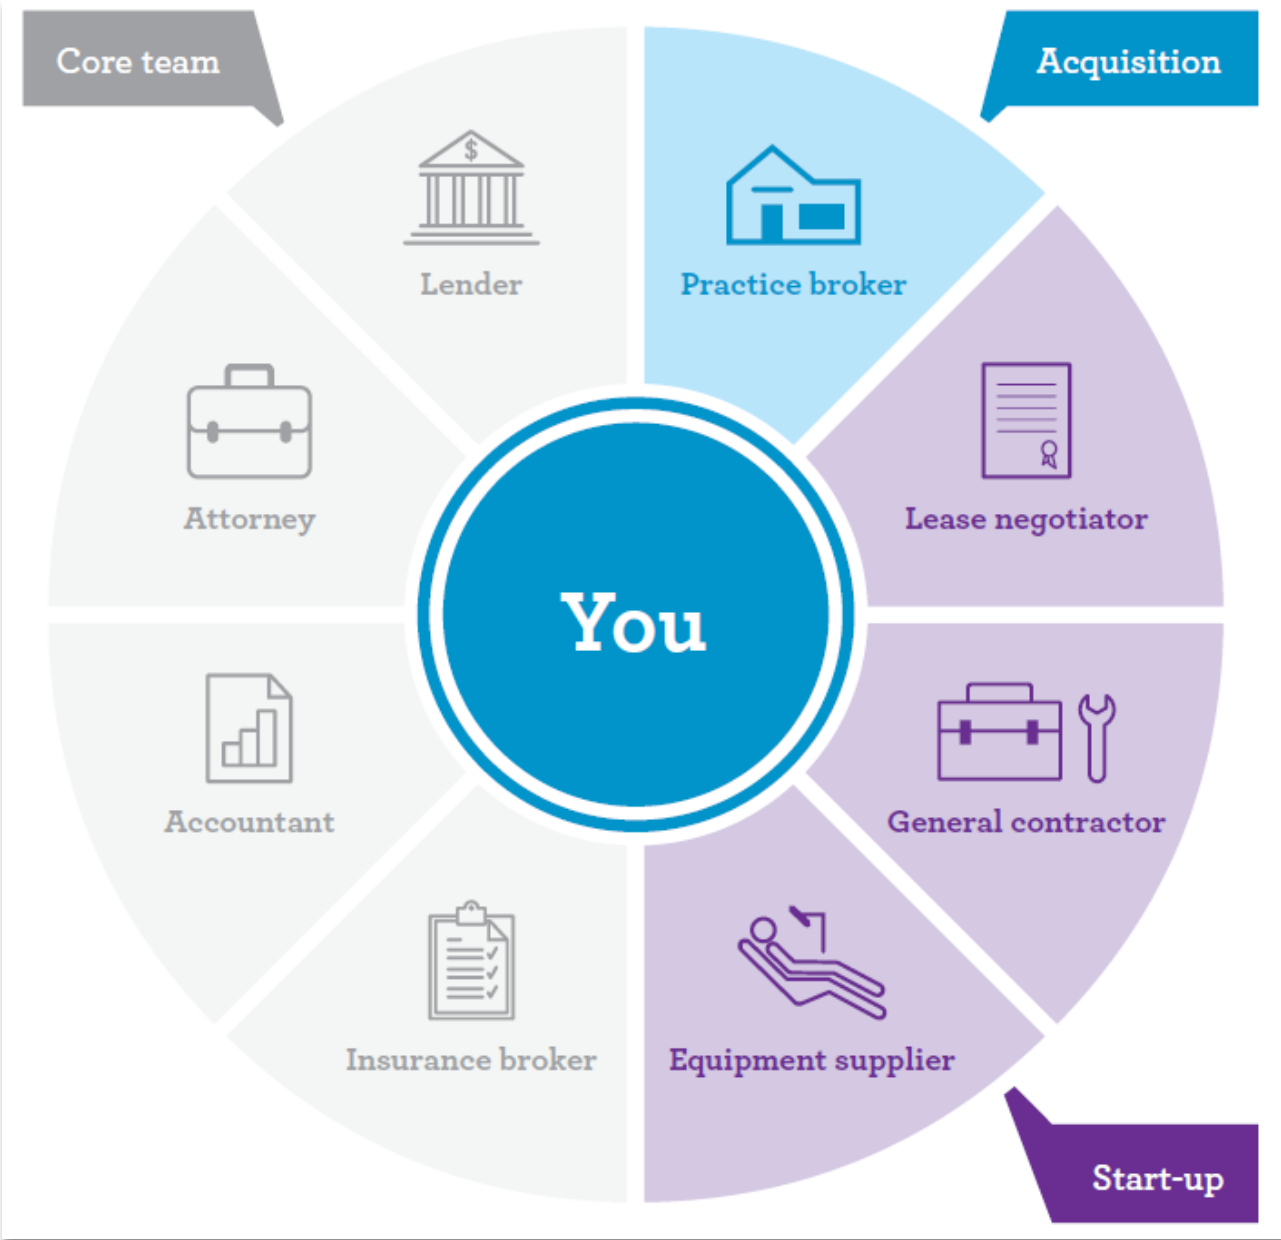 Core team
Acquisition
$
Lender
Practice broker
Attorney
Lease negotiator
You
Accountant
General contractor
Insurance broker
Equipment supplier
Start-up